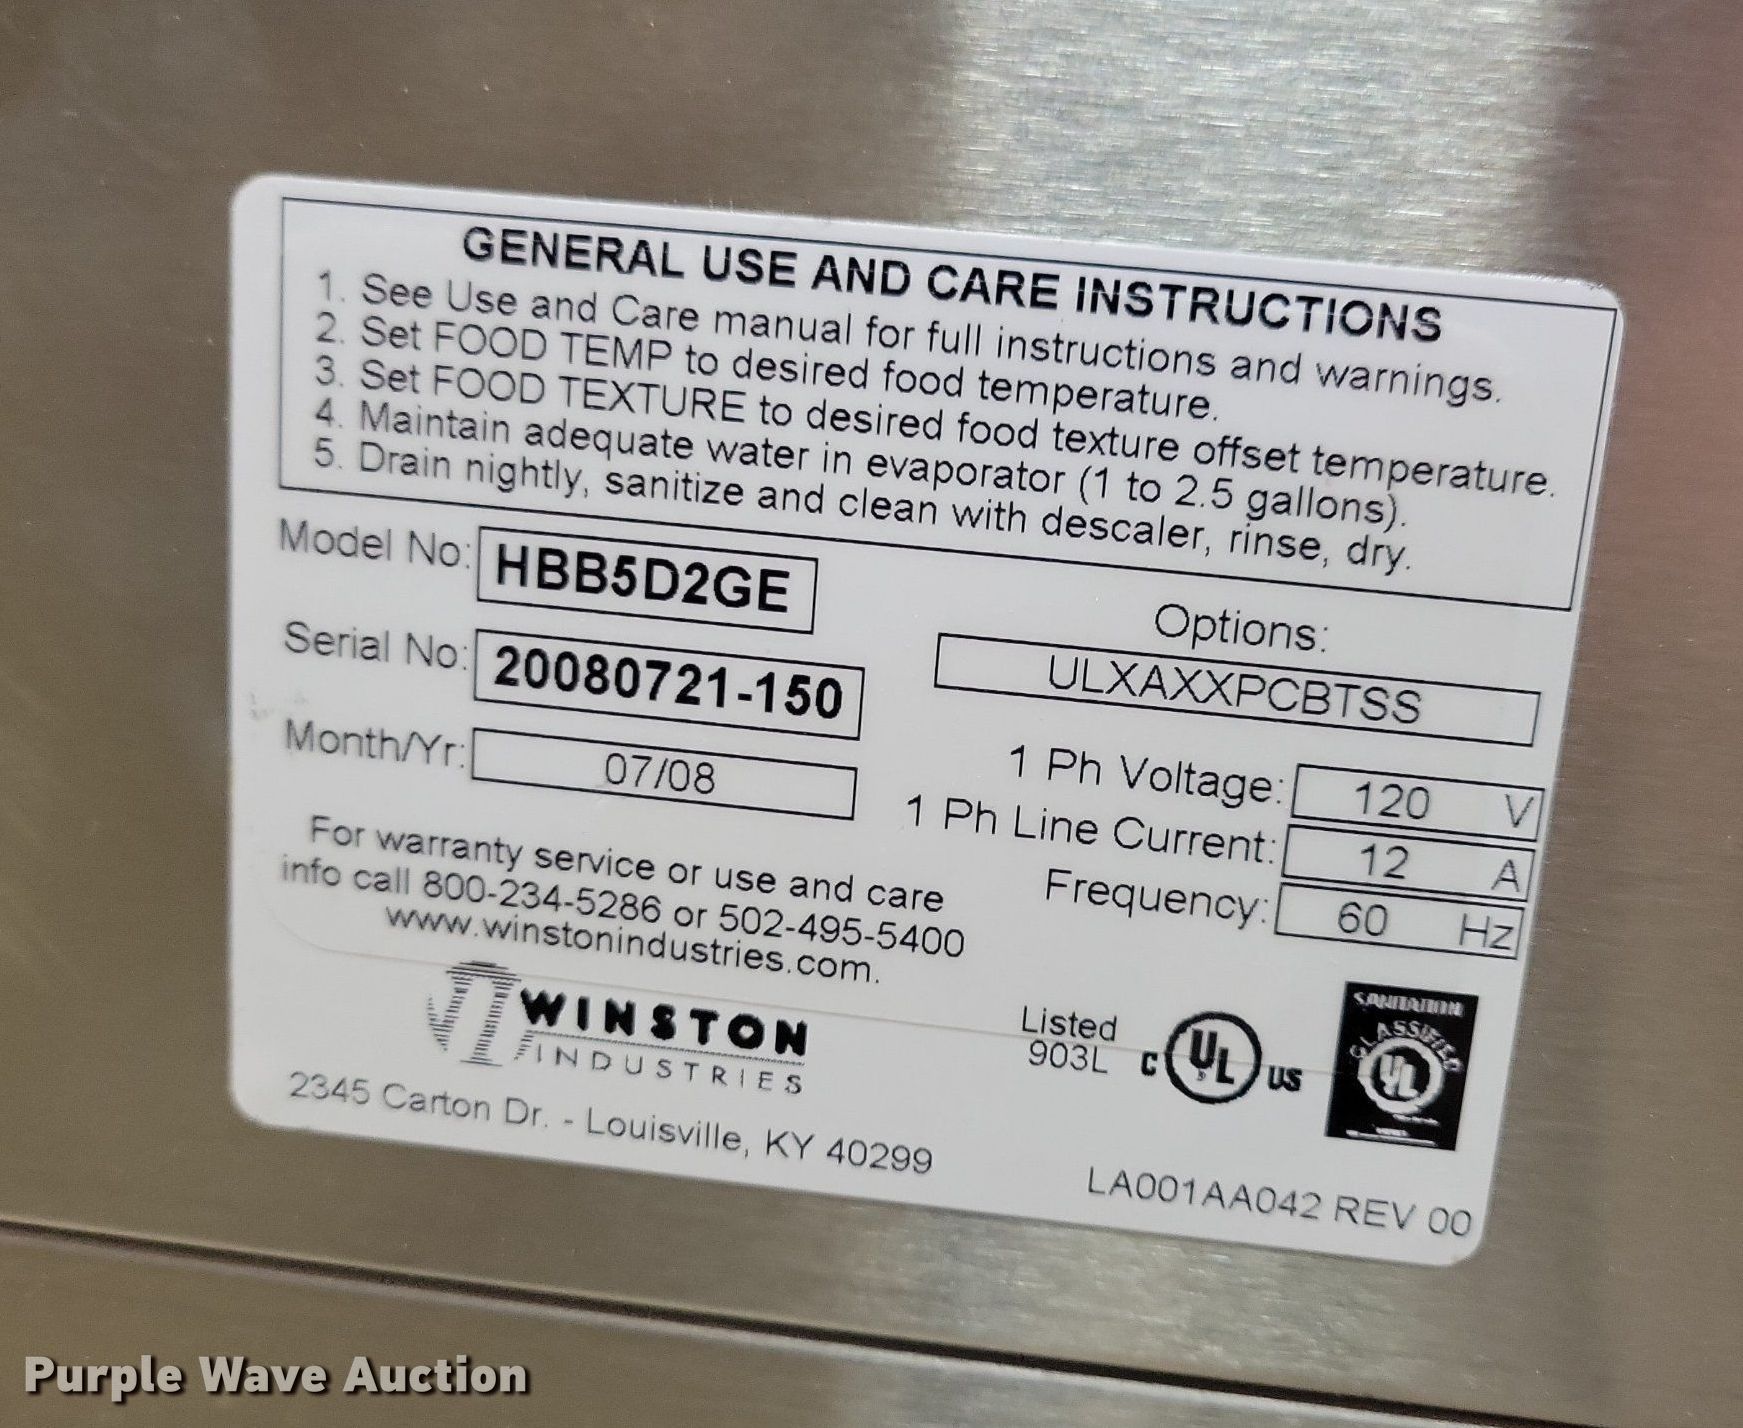 GENERAL USE AND CARE INSTRUCTIONS
1. See Use and Care manual for full instructions and warnings.
2. Set FOOD TEMP to desired food temperature.
3. Set FOOD TEXTURE to desired food texture offset temperature.
4. Maintain adequate water in evaporator (1 to 2.5 gallons).
5. Drain nightly, sanitize and clean with descaler, rinse, dry.
Model No: HBB5D2GE
Serial No: 20080721-150
Month/Yr: 07/08
Options:
ULXAXXPCBTSS
1 Ph Voltage: 120 V
1 Ph Line Current: 12 A
Frequency: 60 Hz
For warranty service or use and care
info call 800-234-5286 or 502-495-5400
www.winstonindustries.com.
WINSTON
INDUSTRIES
2345 Carton Dr. - Louisville, KY 40299
Listed
903L
C UL US
SANITATION
CLASSIFIED
UL
LA001AA042 REV 00
Purple Wave Auction